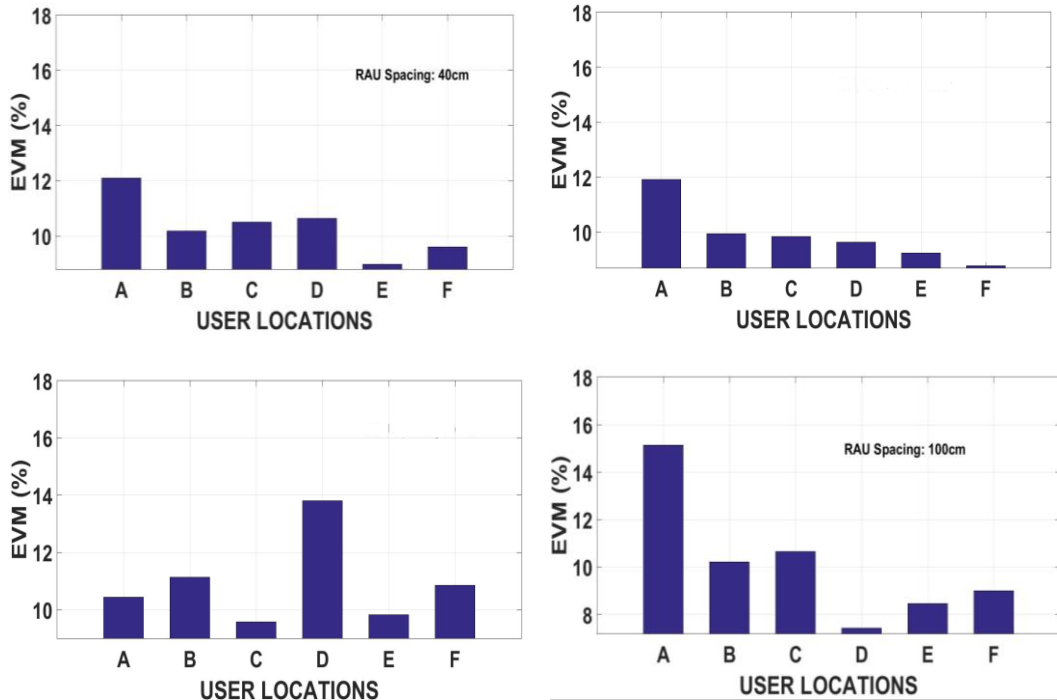 18
16
14
12
10
EVM (%)
RAU Spacing: 40cm
A B C D E F
USER LOCATIONS
18
16
14
12
10
EVM (%)
A B C D E F
USER LOCATIONS
18
16
14
12
10
EVM (%)
A B C D E F
USER LOCATIONS
18
16
14
12
10
8
EVM (%)
RAU Spacing: 100cm
A B C D E F
USER LOCATIONS